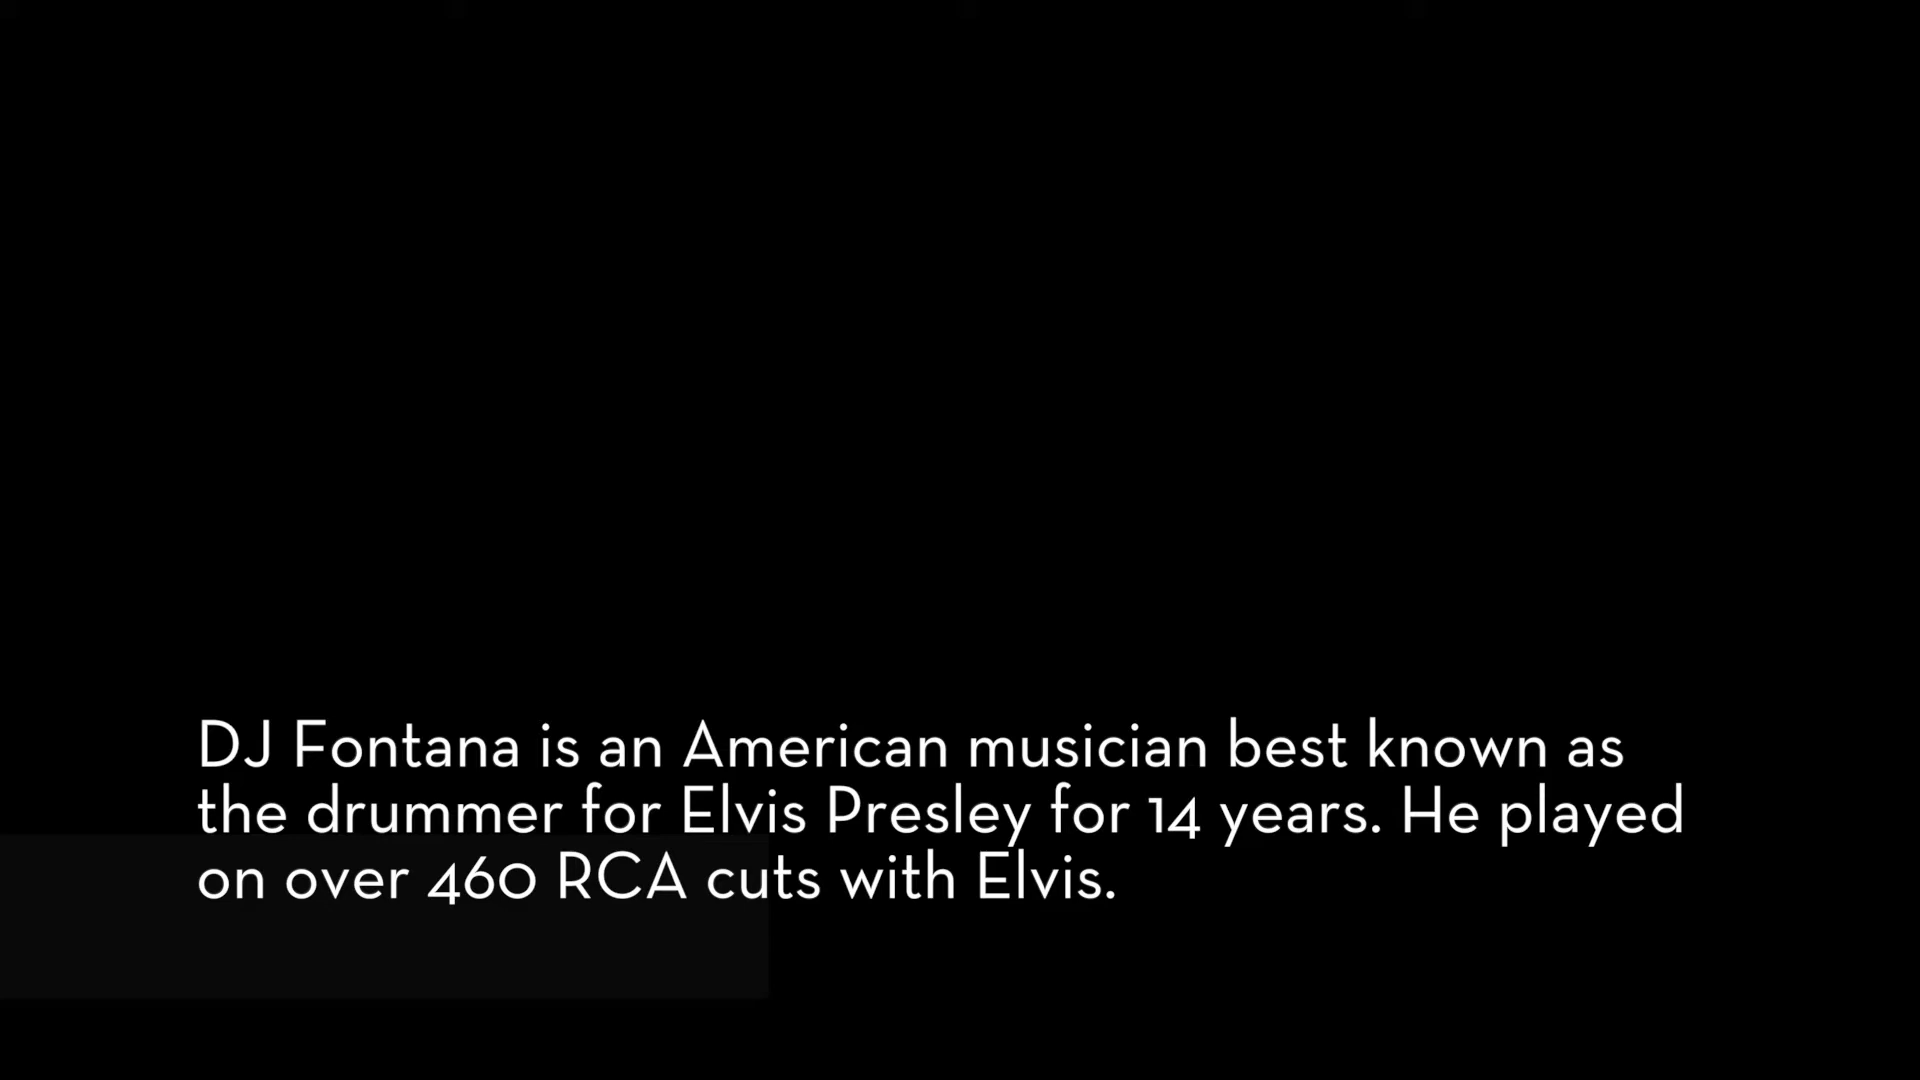 DJ Fontana is an American musician best known as
the drummer for Elvis Presley for 14 years. He played
on over 460 RCA cuts with Elvis.